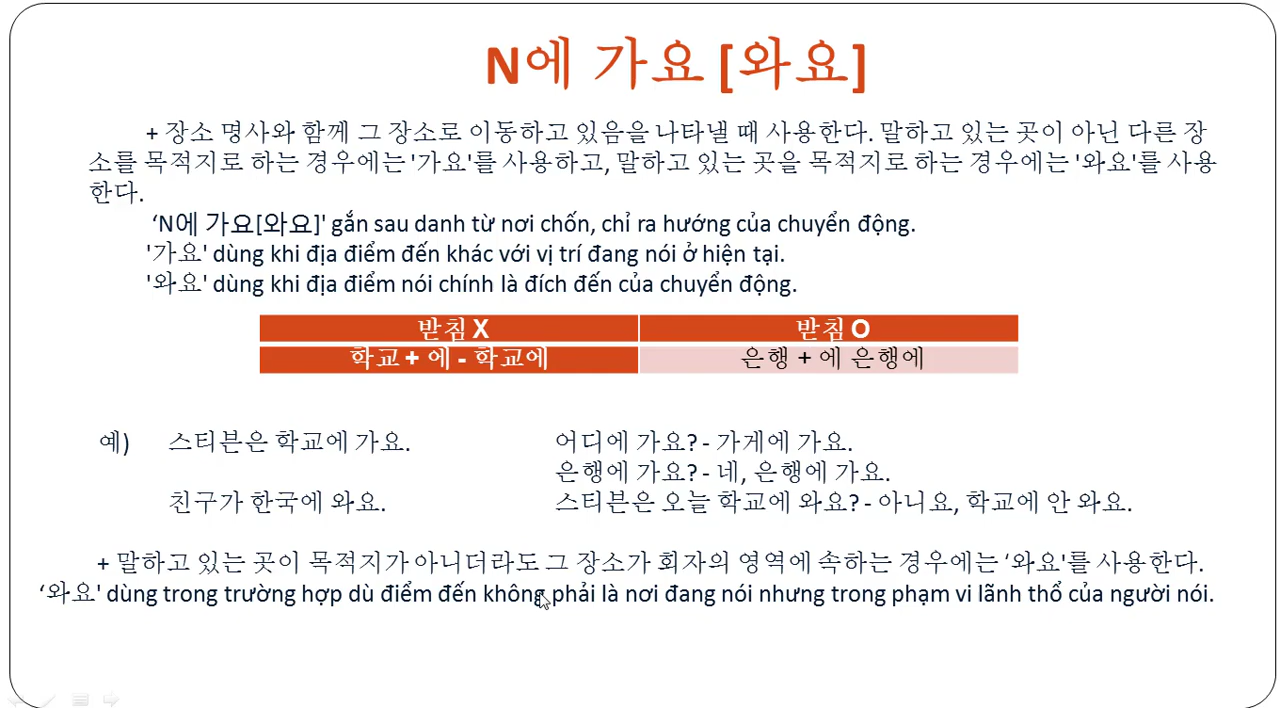 N에 가요 [와요]
+ 장소 명사와 함께 그 장소로 이동하고 있음을 나타낼 때 사용한다. 말하고 있는 곳이 아닌 다른 장
소를 목적지로 하는 경우에는 '가요'를 사용하고, 말하고 있는 곳을 목적지로 하는 경우에는 '와요'를 사용
한다.
‘N에 가요[와요]' gắn sau danh từ nơi chốn, chỉ ra hướng của chuyển động.
'가요' dùng khi địa điểm đến khác với vị trí đang nói ở hiện tại.
'와요' dùng khi địa điểm nói chính là đích đến của chuyển động.
받침 X 받침 O
학교 + 에 - 학교에 은행 + 에 은행에
예) 스티븐은 학교에 가요. 어디에 가요? - 가게에 가요.
은행에 가요? - 네, 은행에 가요.
친구가 한국에 와요. 스티븐은 오늘 학교에 와요? - 아니요, 학교에 안 와요.
+ 말하고 있는 곳이 목적지가 아니더라도 그 장소가 회자의 영역에 속하는 경우에는 ‘와요'를 사용한다.
‘와요' dùng trong trường hợp dù điểm đến không phải là nơi đang nói nhưng trong phạm vi lãnh thổ của người nói.